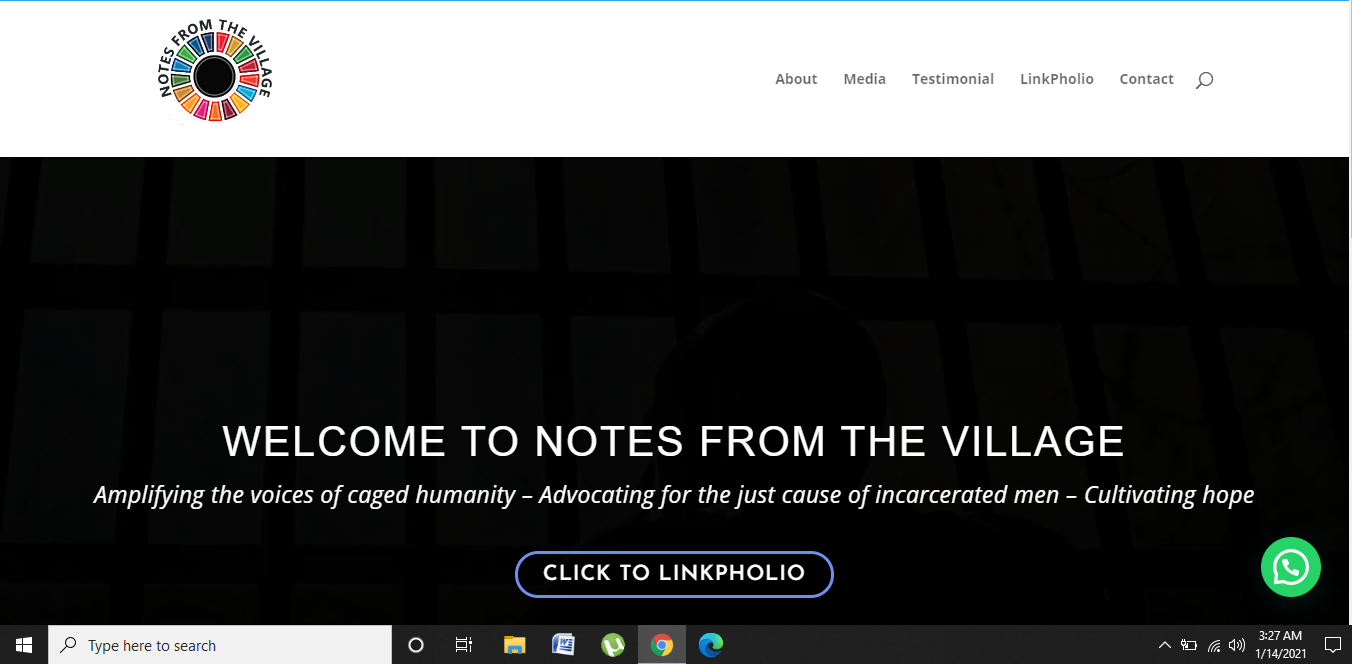 NOTES FROM THE VILLAGE
About Media Testimonial LinkPholio Contact
WELCOME TO NOTES FROM THE VILLAGE
Amplifying the voices of caged humanity – Advocating for the just cause of incarcerated men – Cultivating hope
CLICK TO LINKPHOLIO
Type here to search
3:27 AM
1/14/2021